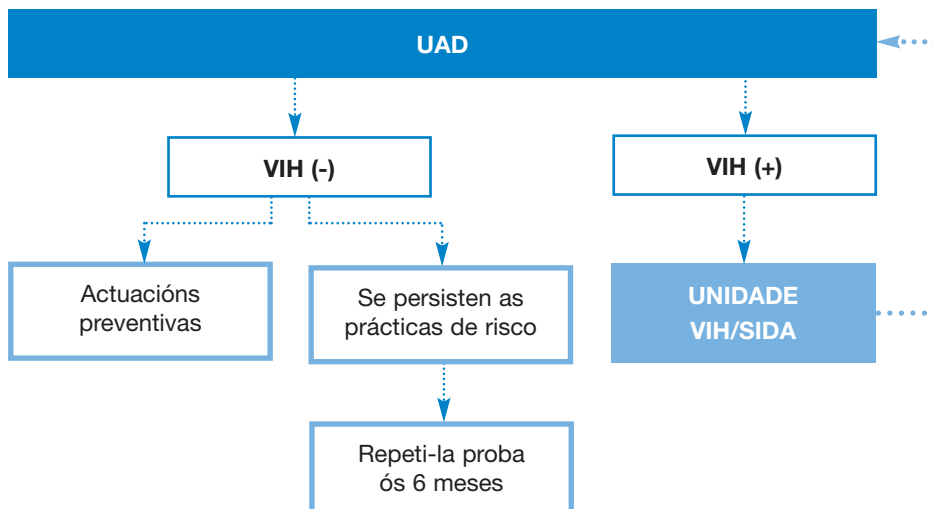 UAD
VIH (-)
VIH (+)
Actuacións
preventivas
Se persisten as
prácticas de risco
UNIDADE
VIH/SIDA
Repeti-la proba
ós 6 meses